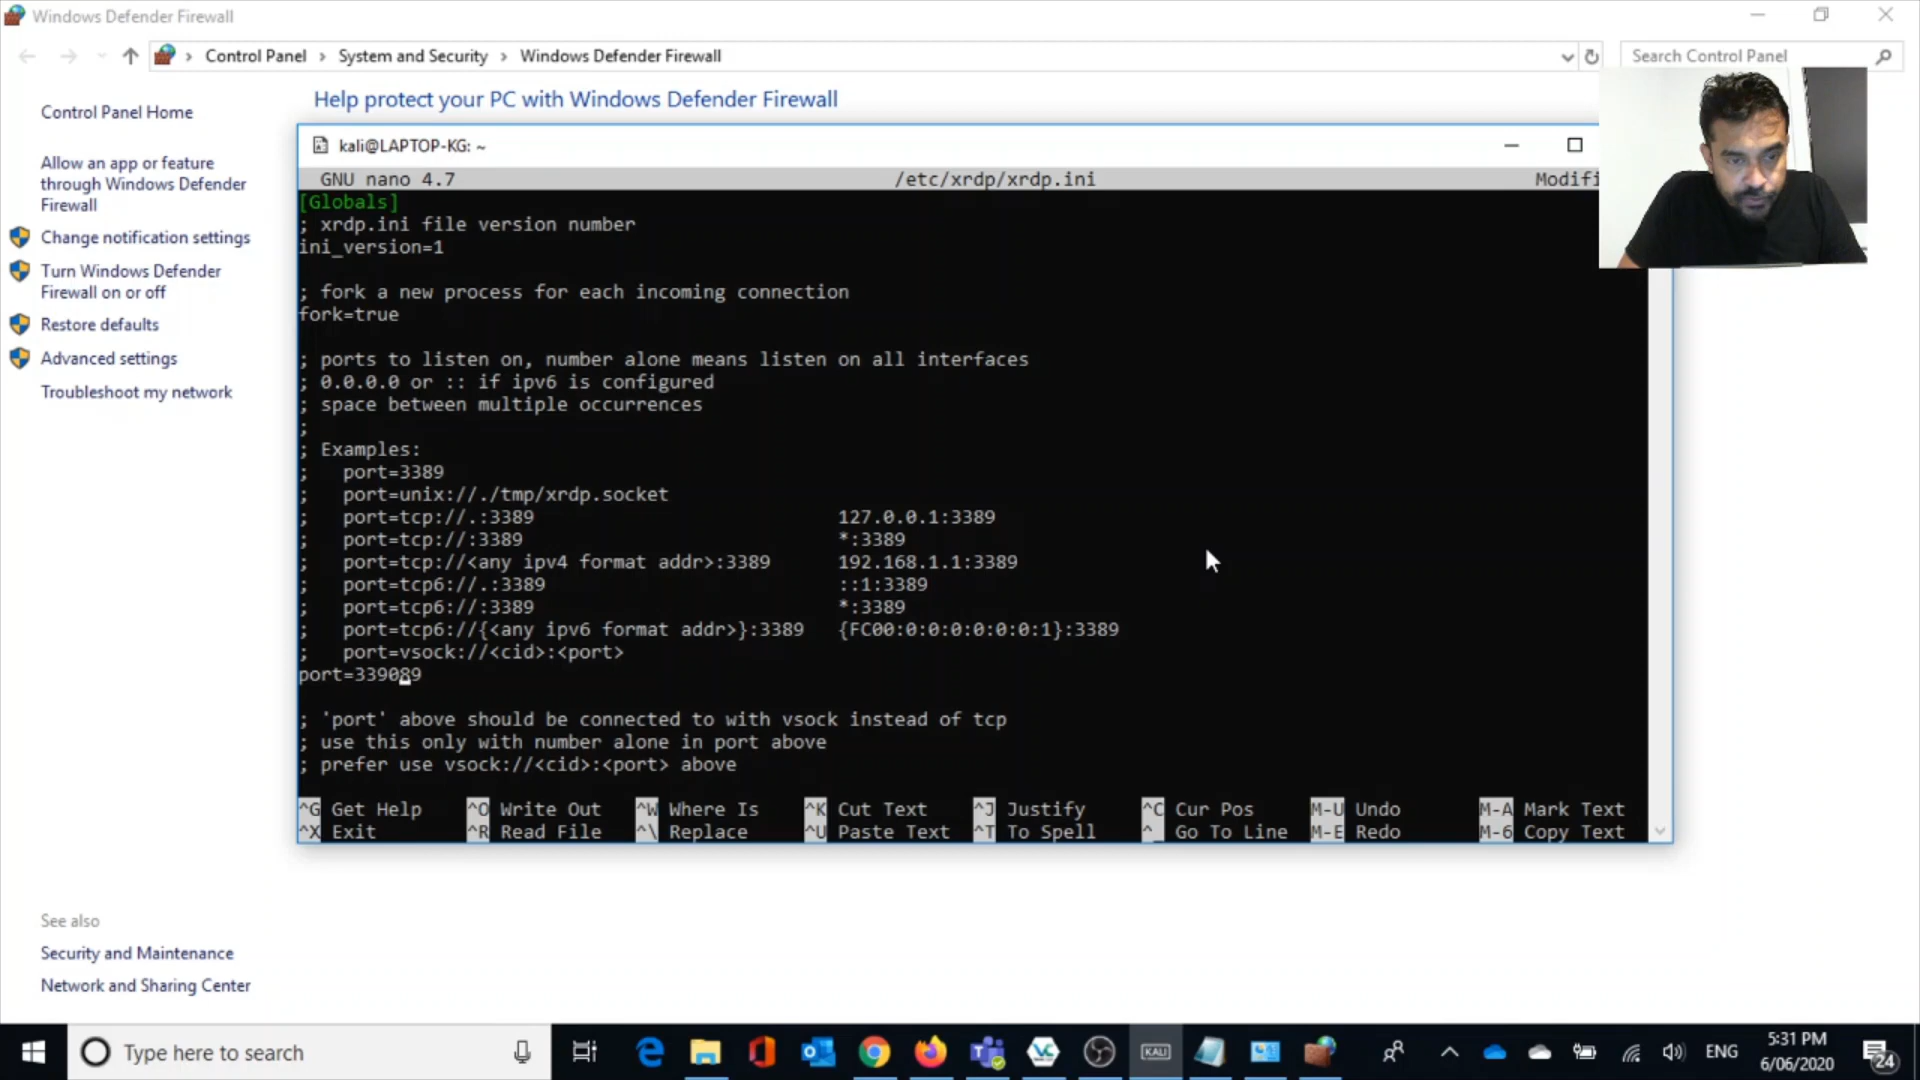 Windows Defender Firewall
Control Panel > System and Security > Windows Defender Firewall
Search Control Panel
Control Panel Home
Allow an app or feature
through Windows Defender
Firewall
Change notification settings
Turn Windows Defender
Firewall on or off
Restore defaults
Advanced settings
Troubleshoot my network
See also
Security and Maintenance
Network and Sharing Center
Help protect your PC with Windows Defender Firewall
kali@LAPTOP-KG: ~
GNU nano 4.7 /etc/xrdp/xrdp.ini Modifi
[Globals]
; xrdp.ini file version number
ini_version=1
; fork a new process for each incoming connection
fork=true
; ports to listen on, number alone means listen on all interfaces
; 0.0.0.0 or :: if ipv6 is configured
; space between multiple occurrences
;
; Examples:
;   port=3389
;   port=unix://./tmp/xrdp.socket
;   port=tcp://.:3389 127.0.0.1:3389
;   port=tcp://:3389 *:3389
;   port=tcp://<any ipv4 format addr>:3389 192.168.1.1:3389
;   port=tcp6://.:3389 ::1:3389
;   port=tcp6://:3389 *:3389
;   port=tcp6://{<any ipv6 format addr>}:3389 {FC00:0:0:0:0:0:0:1}:3389
;   port=vsock://<cid>:<port>
port=339089
; 'port' above should be connected to with vsock instead of tcp
; use this only with number alone in port above
; prefer use vsock://<cid>:<port> above
^G Get Help ^O Write Out ^W Where Is ^K Cut Text ^J Justify ^C Cur Pos M-U Undo M-A Mark Text
^X Exit ^R Read File ^\ Replace ^U Paste Text ^T To Spell ^_ Go To Line M-E Redo M-6 Copy Text
Type here to search
KALI
ENG
5:31 PM
6/06/2020
24